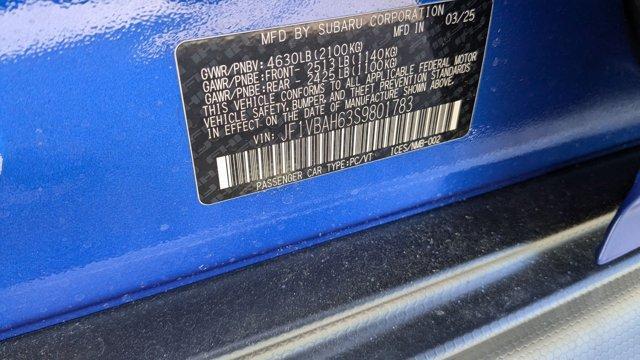 MFD BY SUBARU CORPORATION 03/25
MFD IN
GVWR/PNBV: 4630LB(2100KG)
GAWR/PNBE:FRONT- 2513LB(1140KG)
GAWR/PNBE:REAR - 2425LB(1100KG)
THIS VEHICLE CONFORMS TO ALL APPLICABLE FEDERAL MOTOR
VEHICLE SAFETY, BUMPER, AND THEFT PREVENTION STANDARDS
IN EFFECT ON THE DATE OF MANUFACTURE SHOWN ABOVE.
VIN: JF1VBAH63S9801783
PASSENGER CAR TYPE:PC/VT ICES/NMB-002